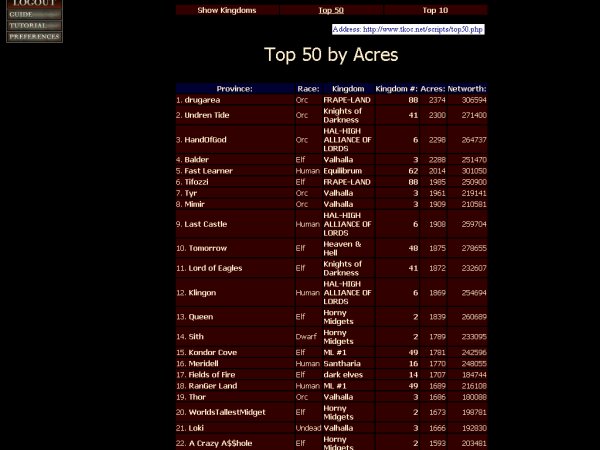 LOGOUT
GUIDE
TUTORIAL
PREFERENCES
Show Kingdoms Top 50 Top 10
Address: http://www.tkoc.net/scripts/top50.php
Top 50 by Acres
Province: Race: Kingdom Kingdom #: Acres: Networth:
1. drugarea Orc FRAPE-LAND 88 2374 306594
2. Undren Tide Orc Knights of Darkness 41 2300 271400
3. HandOfGod Orc HAL-HIGH ALLIANCE OF LORDS 6 2298 264737
4. Balder Elf Valhalla 3 2288 251470
5. Fast Learner Human Equilibrum 62 2014 301050
6. Tifozzi Elf FRAPE-LAND 88 1985 250900
7. Tyr Orc Valhalla 3 1961 219141
8. Mimir Orc Valhalla 3 1909 210581
9. Last Castle Human HAL-HIGH ALLIANCE OF LORDS 6 1908 259704
10. Tomorrow Elf Heaven & Hell 48 1875 278655
11. Lord of Eagles Elf Knights of Darkness 41 1872 232607
12. Klingon Human HAL-HIGH ALLIANCE OF LORDS 6 1869 254694
13. Queen Elf Horny Midgets 2 1839 260689
14. Sith Dwarf Horny Midgets 2 1789 233095
15. Kondor Cove Elf ML #1 49 1781 242596
16. Meridell Human Santharia 16 1770 248055
17. Fields of Fire Elf dark elves 14 1707 184744
18. RanGer Land Human ML #1 49 1689 216108
19. Thor Orc Valhalla 3 1686 180088
20. WorldsTallestMidget Elf Horny Midgets 2 1673 198781
21. Loki Undead Valhalla 3 1666 192830
22. A Crazy A$$hole Elf Horny Midgets 2 1593 203481